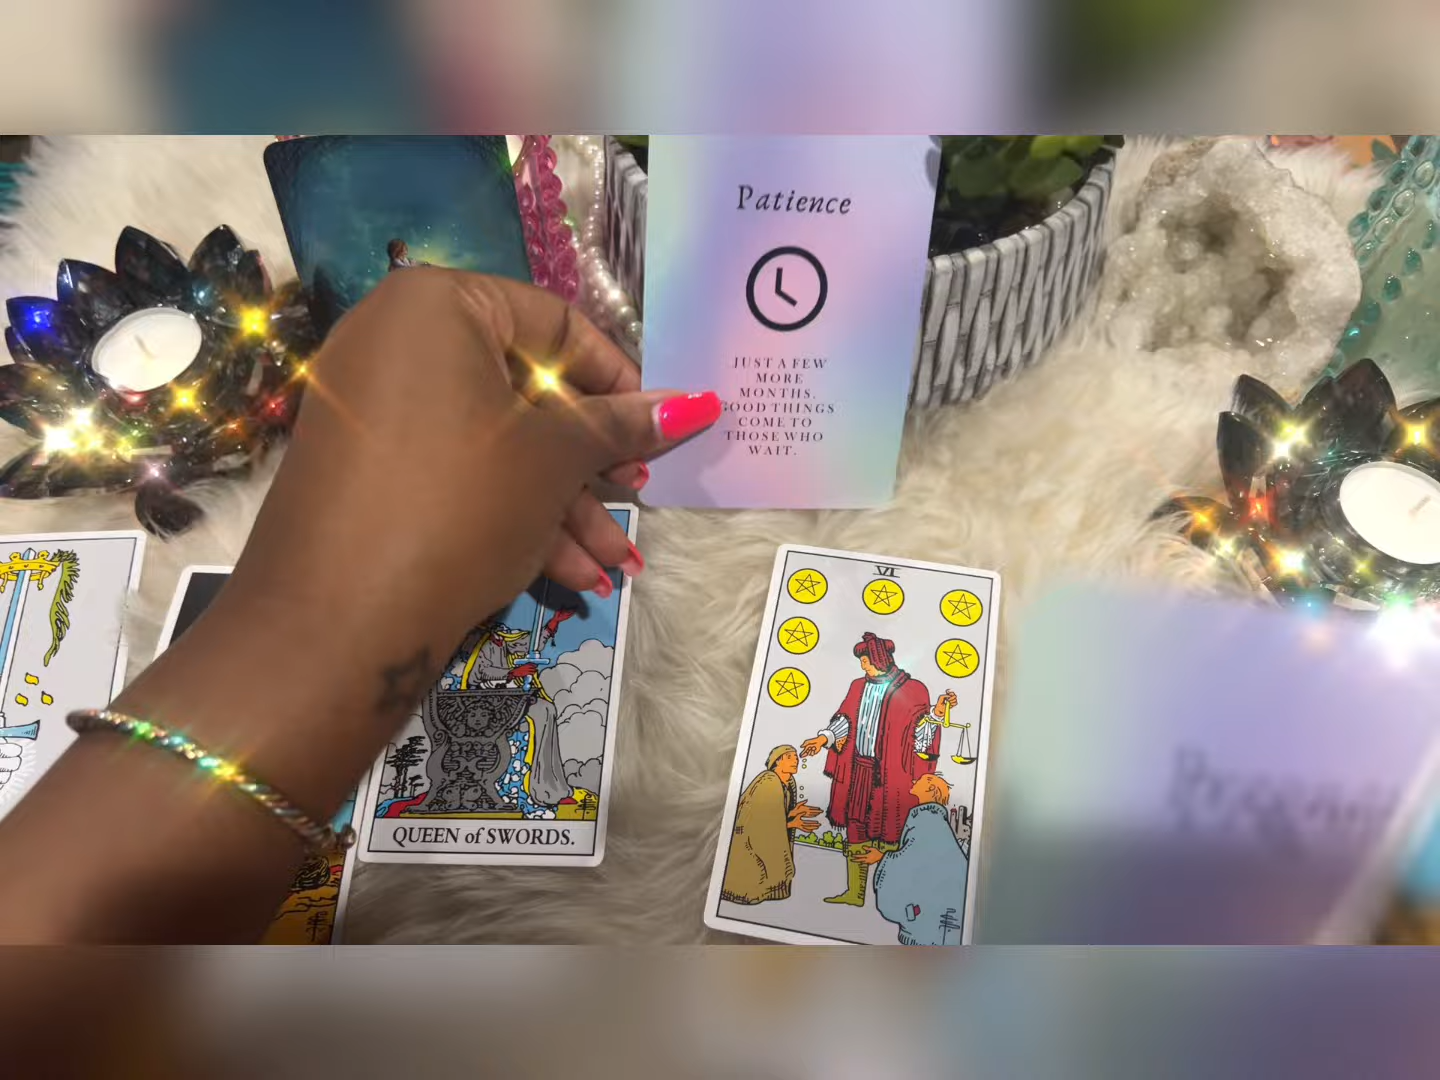 Patience
JUST A FEW
MORE
MONTHS.
GOOD THINGS
COME TO
THOSE WHO
WAIT.
VI
QUEEN of SWORDS.